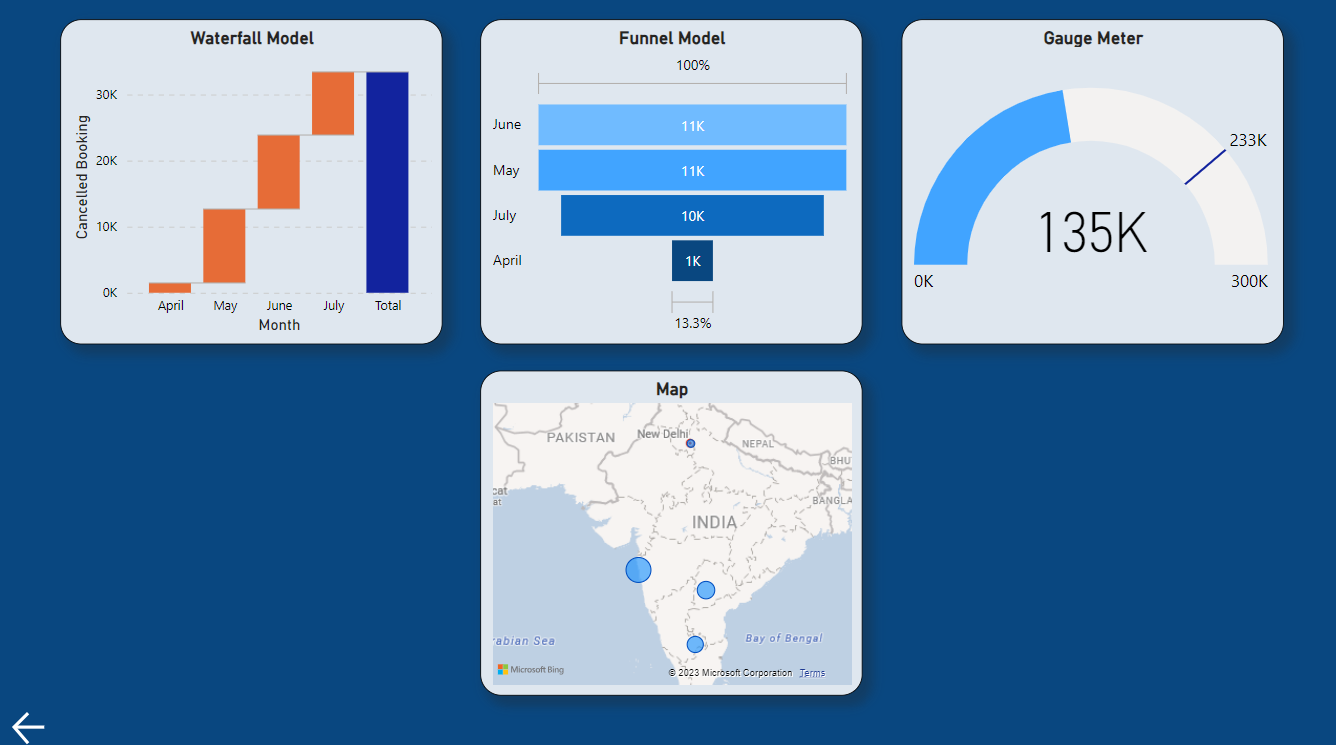 Waterfall Model
30K
20K
10K
0K
Cancelled Booking
April May June July Total
Month
Funnel Model
100%
June 11K
May 11K
July 10K
April 1K
13.3%
Gauge Meter
233K
135K
0K 300K
Map
PAKISTAN
New Delhi
NEPAL
BHU
cat
at
BANGLA
INDIA
rabian Sea
Bay of Bengal
Microsoft Bing
© 2023 Microsoft Corporation Terms